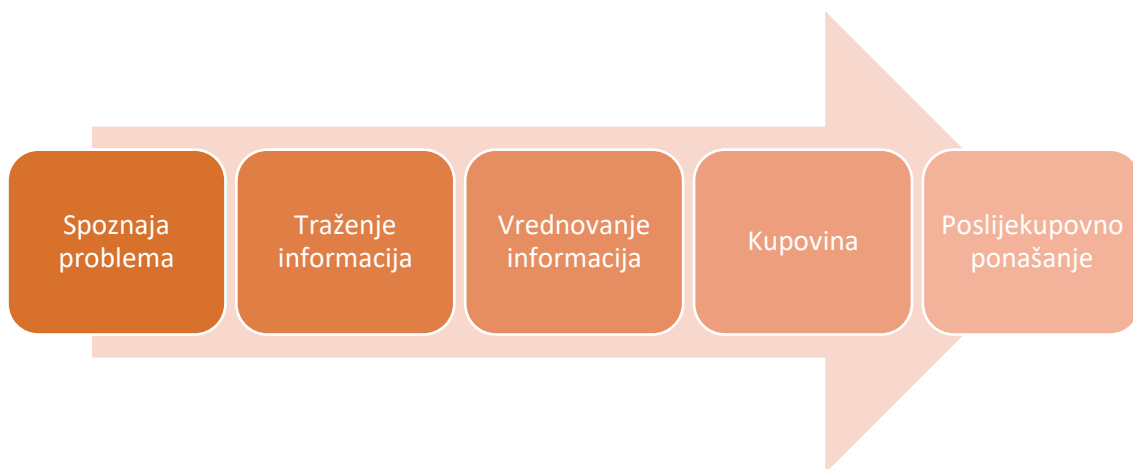 Spoznaja
problema
Traženje
informacija
Vrednovanje
informacija
Kupovina
Poslijekupovno
ponašanje